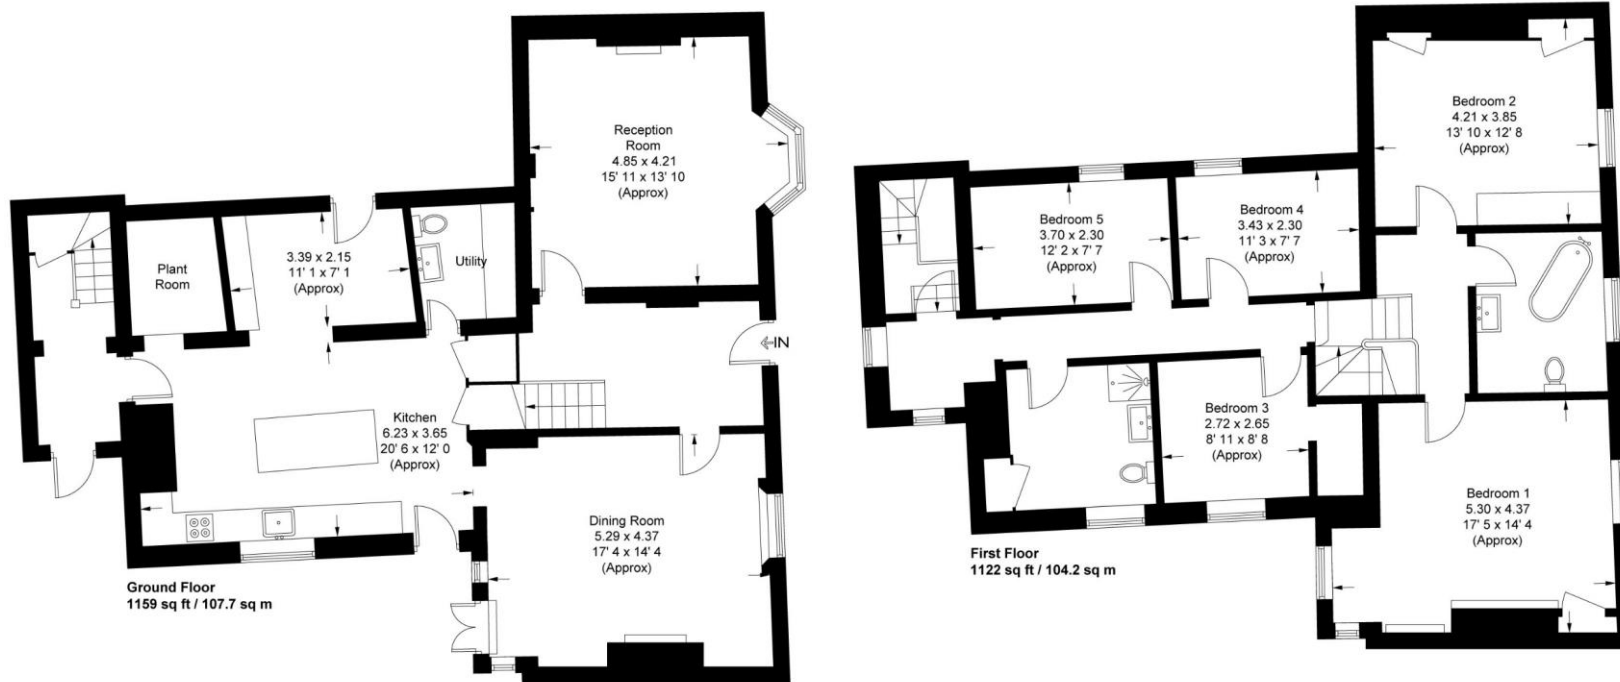 Reception
Room
4.85 x 4.21
15' 11 x 13' 10
(Approx)
Plant
Room
3.39 x 2.15
11' 1 x 7' 1
(Approx)
Utility
IN
Kitchen
6.23 x 3.65
20' 6 x 12' 0
(Approx)
Dining Room
5.29 x 4.37
17' 4 x 14' 4
(Approx)
Ground Floor
1159 sq ft / 107.7 sq m
Bedroom 2
4.21 x 3.85
13' 10 x 12' 8
(Approx)
Bedroom 5
3.70 x 2.30
12' 2 x 7' 7
(Approx)
Bedroom 4
3.43 x 2.30
11' 3 x 7' 7
(Approx)
Bedroom 3
2.72 x 2.65
8' 11 x 8' 8
(Approx)
Bedroom 1
5.30 x 4.37
17' 5 x 14' 4
(Approx)
First Floor
1122 sq ft / 104.2 sq m